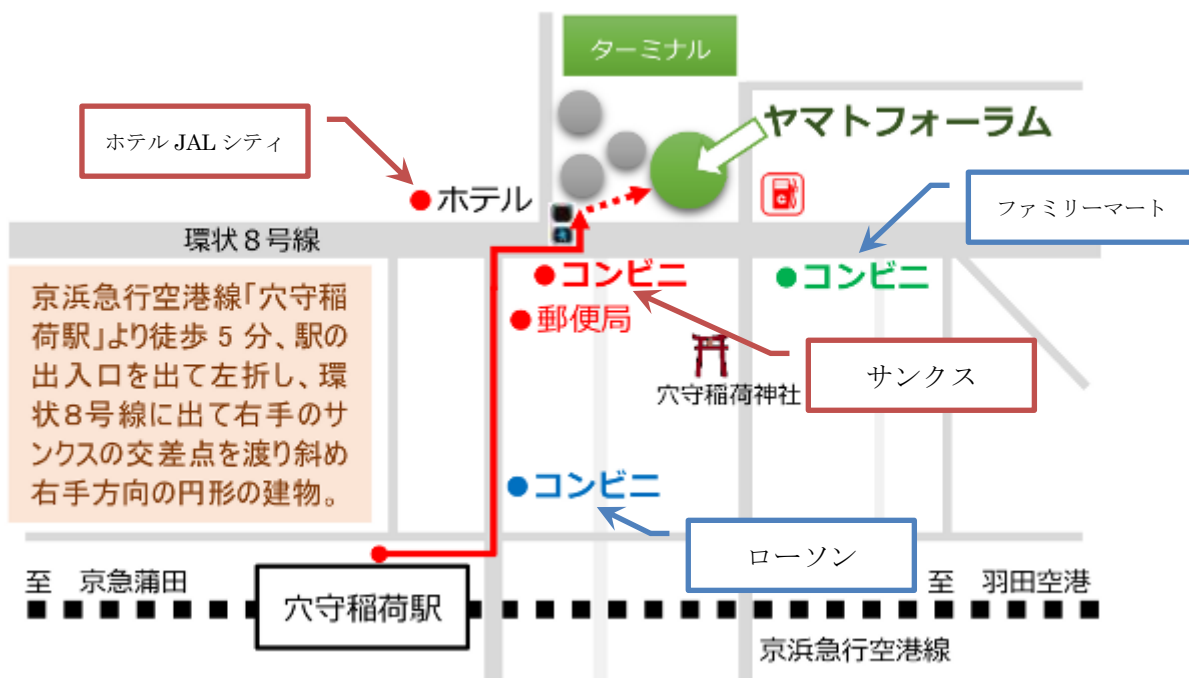 ターミナル
ヤマトフォーラム
ホテル JAL シティ
ホテル
ファミリーマート
環状8号線
コンビニ
コンビニ
郵便局
京浜急行空港線「穴守稲
荷駅」より徒歩 5 分、駅の
出入口を出て左折し、環
状8号線に出て右手のサ
ンクスの交差点を渡り斜め
右手方向の円形の建物。
サンクス
穴守稲荷神社
コンビニ
ローソン
至 京急蒲田
穴守稲荷駅
至 羽田空港
京浜急行空港線